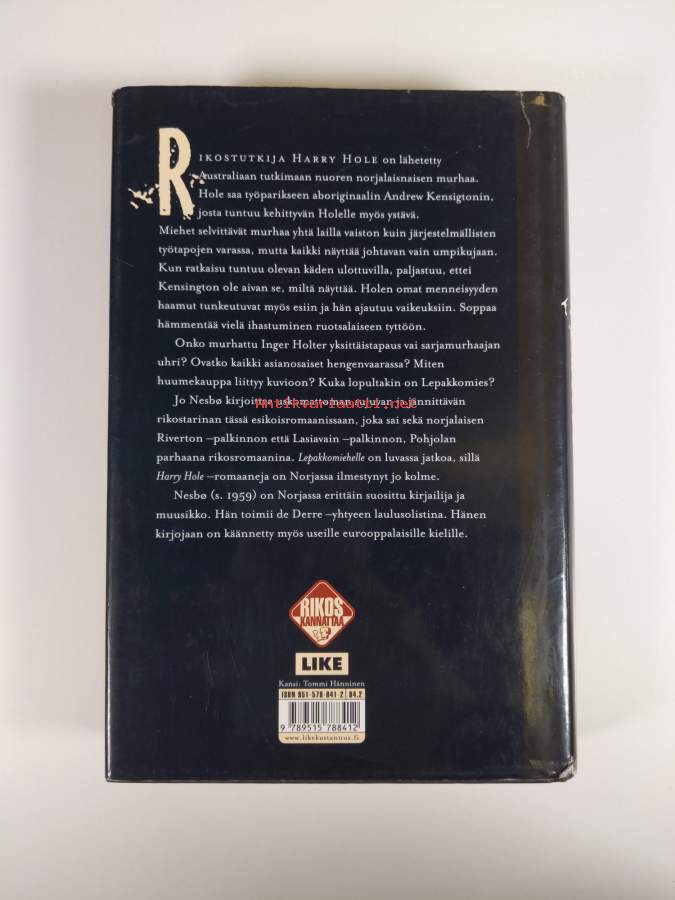 RIKOSTUTKIJA HARRY HOLE on lähetetty
Australiaan tutkimaan nuoren norjalaisnaisen murhaa.
Hole saa työparikseen aboriginaalin Andrew Kensigtonin,
josta tuntuu kehittyvän Holelle myös ystävä.
Miehet selvittävät murhaa yhtä lailla vaiston kuin järjestelmällisten
työtapojen varassa, mutta kaikki näyttää johtavan vain umpikujaan.
Kun ratkaisu tuntuu olevan käden ulottuvilla, paljastuu, ettei
Kensington ole aivan se, miltä näyttää. Holen omat menneisyyden
haamut tunkeutuvat myös esiin ja hän ajautuu vaikeuksiin. Soppaa
hämmentää vielä ihastuminen ruotsalaiseen tyttöön.
Onko murhattu Inger Holter yksittäistapaus vai sarjamurhaajan
uhri? Ovatko kaikki asianosaiset hengenvaarassa? Miten
huumekauppa liittyy kuvioon? Kuka lopultakin on Lepakkomies?
Jo Nesbø kirjoittaa uskomattoman sujuvan ja jännittävän
Antikvariaatti.net
rikostarinan tässä esikoisromaanissaan, joka sai sekä norjalaisen
Riverton –palkinnon että Lasiavain –palkinnon, Pohjolan
parhaana rikosromaanina. Lepakkomiehelle on luvassa jatkoa, sillä
Harry Hole –romaaneja on Norjassa ilmestynyt jo kolme.
Nesbø (s. 1959) on Norjassa erittäin suosittu kirjailija ja
muusikko. Hän toimii de Derre –yhtyeen laulusolistina. Hänen
kirjojaan on käännetty myös useille eurooppalaisille kielille.
RIKOS
KANNATTAA
LIKE
Kansi: Tommi Hänninen
ISBN 951-578-841-2 84.2
9 789515 788412
www.likekustannus.fi